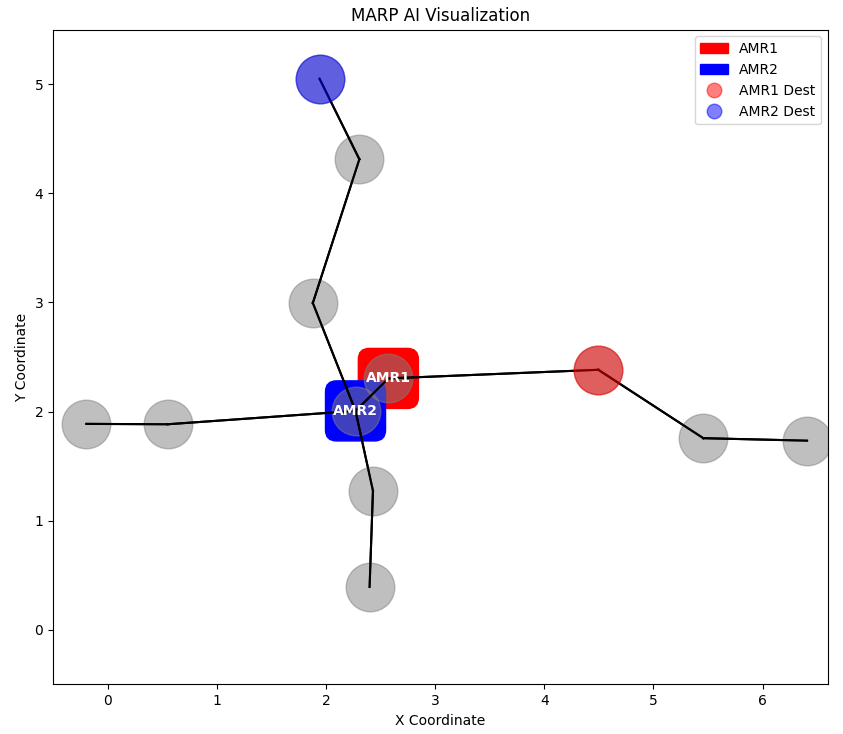 MARP AI Visualization
AMR1
AMR2
AMR1 Dest
AMR2 Dest
Y Coordinate
5
4
3
2
1
0
AMR1
AMR2
0 1 2 3 4 5 6
X Coordinate